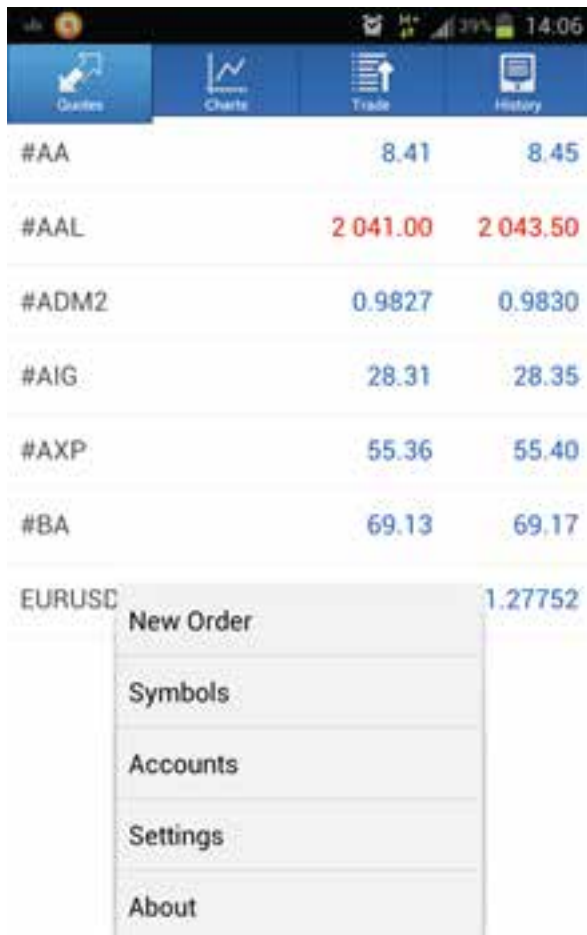 39% 14:06
Quotes Charts Trade History
#AA 8.41 8.45
#AAL 2 041.00 2 043.50
#ADM2 0.9827 0.9830
#AIG 28.31 28.35
#AXP 55.36 55.40
#BA 69.13 69.17
EURUSD 1.27752
New Order
Symbols
Accounts
Settings
About